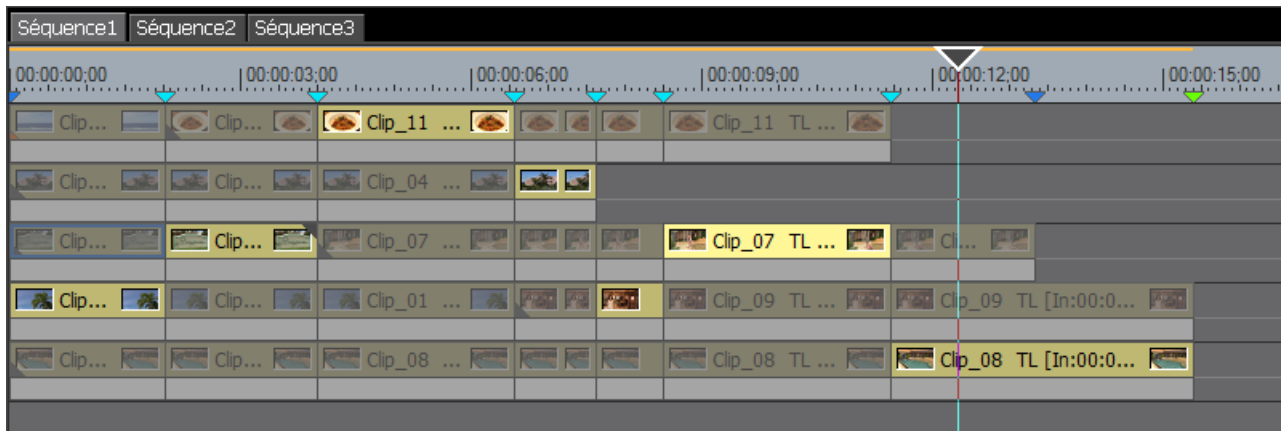 Séquence1 Séquence2 Séquence3
00:00:00;00 00:00:03;00 00:00:06;00 00:00:09;00 00:00:12;00 00:00:15;00
Clip... Clip... Clip_11 ... Clip_11 TL ...
Clip... Clip... Clip_04 ...
Clip... Clip... Clip_07 ... Clip_07 TL ... Cli...
Clip... Clip... Clip_01 ... Clip_09 TL ... Clip_09 TL [In:00:0...
Clip... Clip... Clip_08 ... Clip_08 TL ... Clip_08 TL [In:00:0...